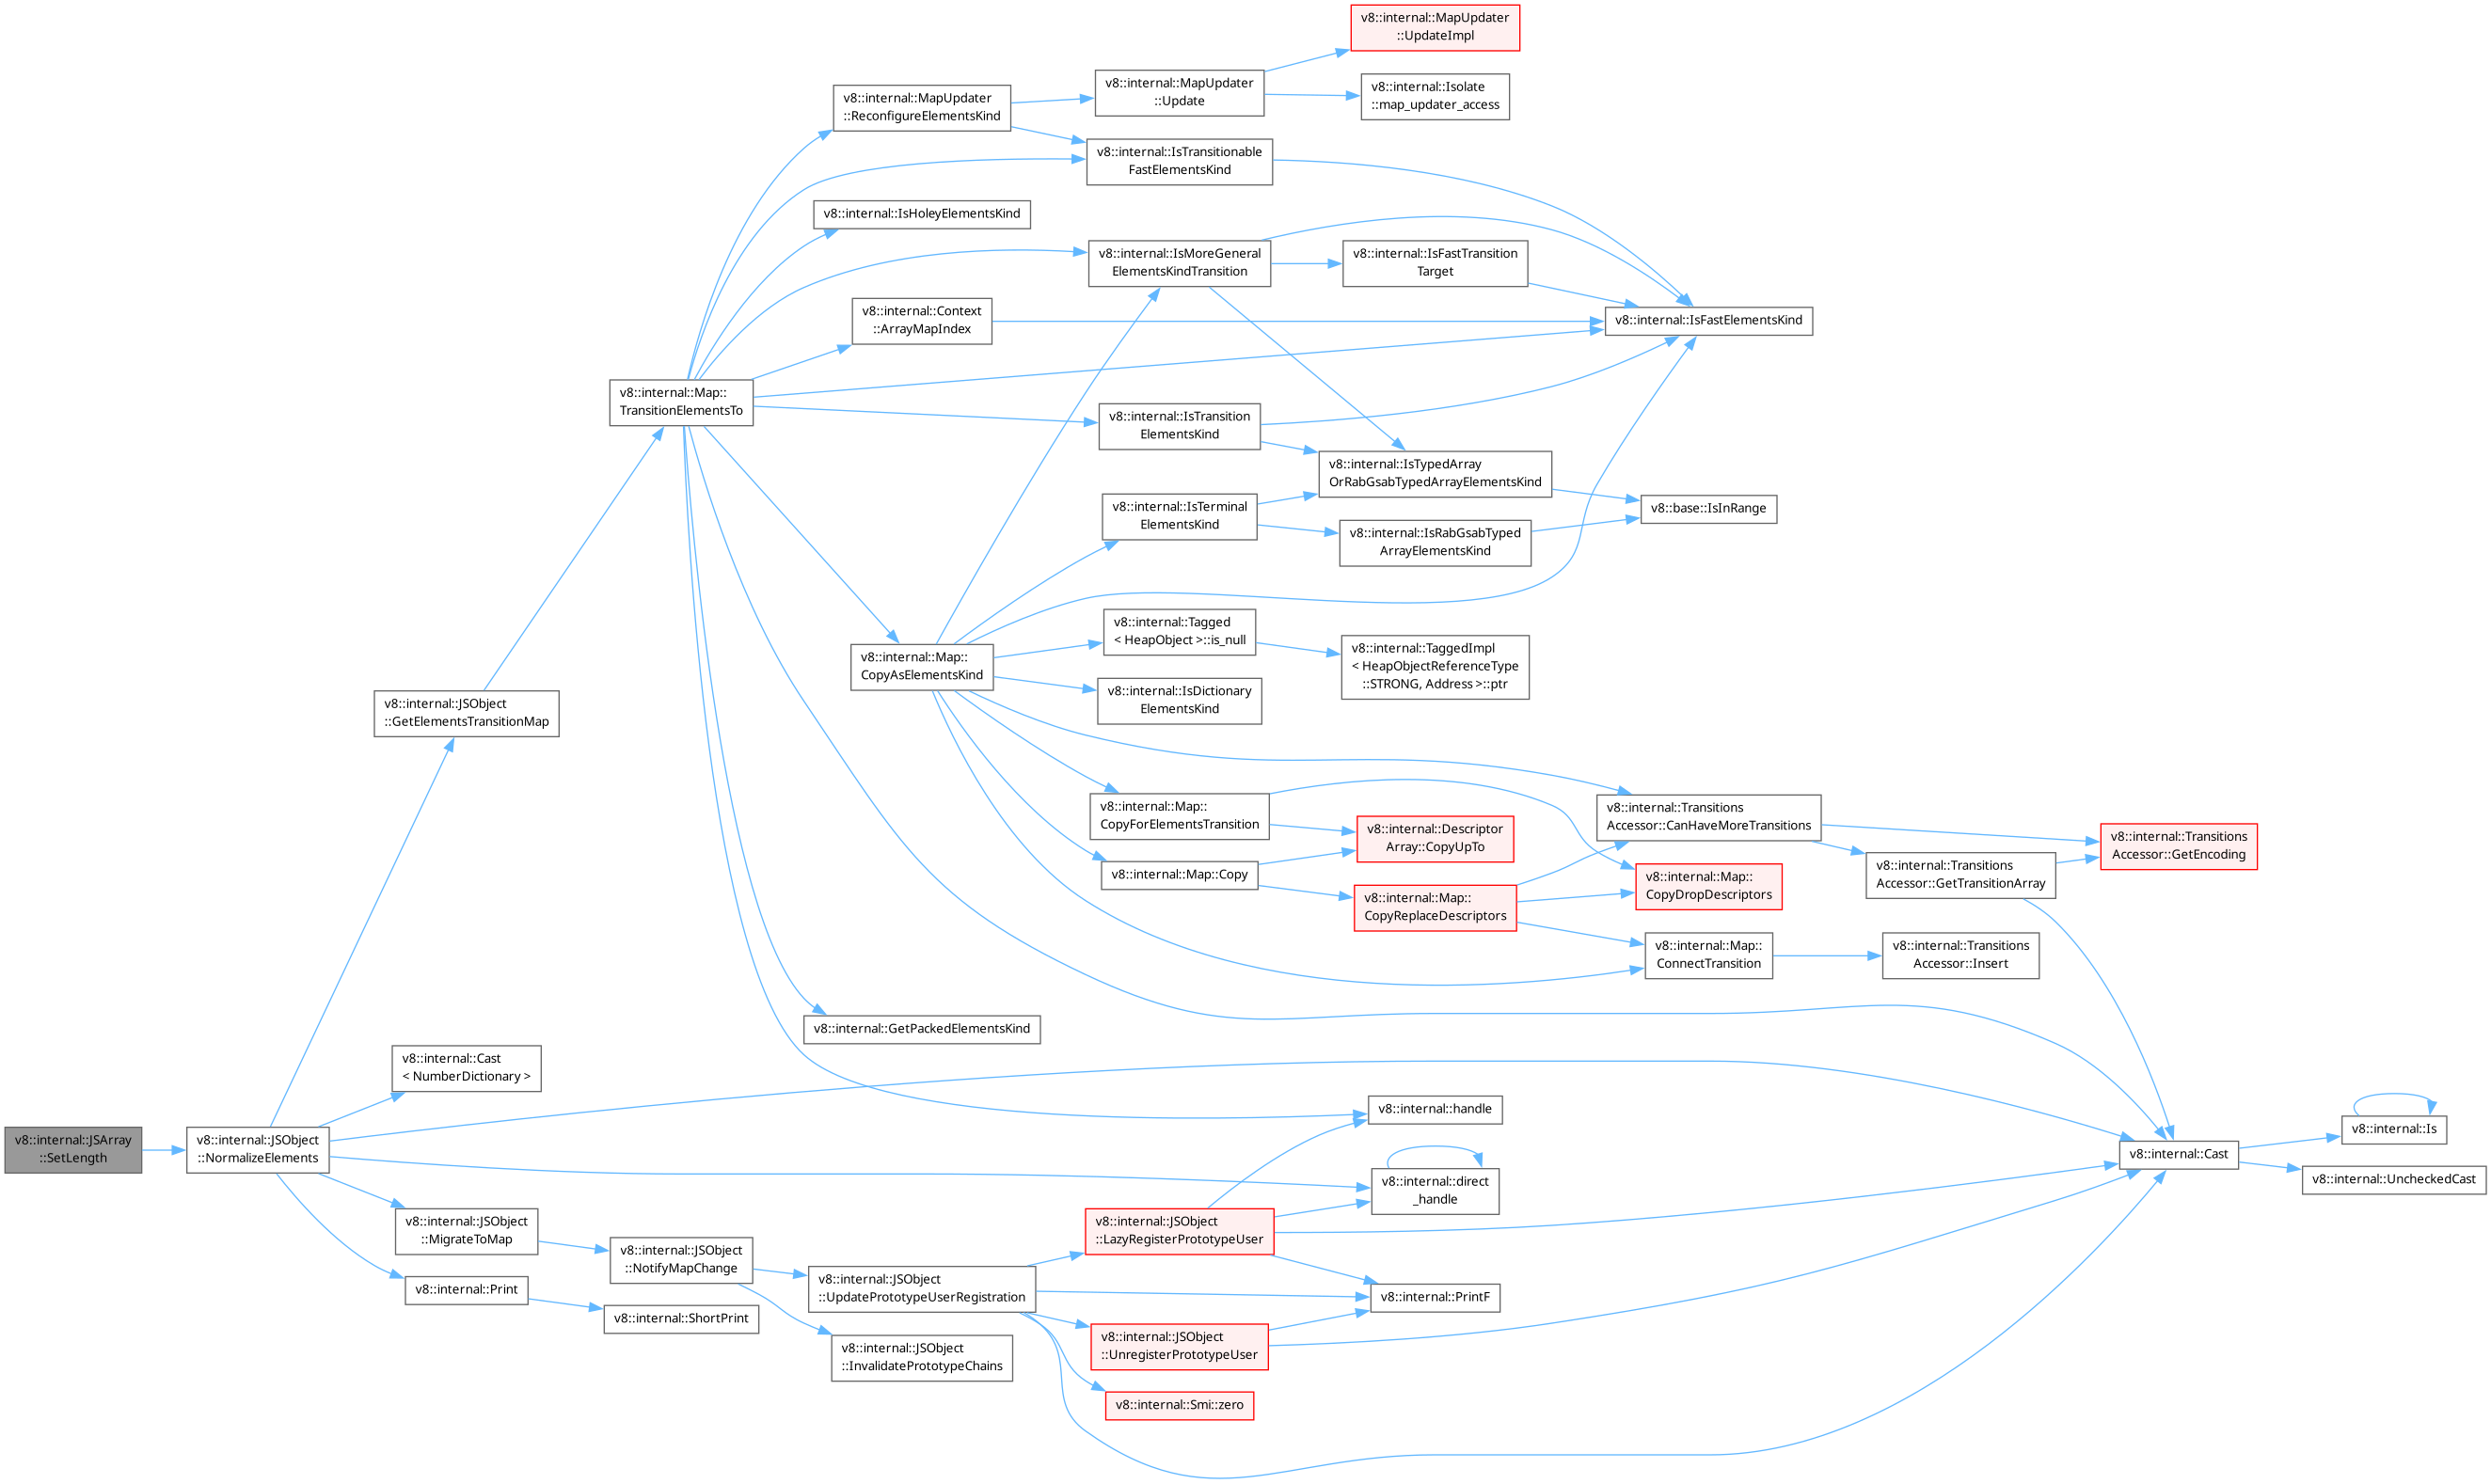 v8::internal::MapUpdater
::UpdateImpl
v8::internal::MapUpdater
::Update
v8::internal::Isolate
::map_updater_access
v8::internal::MapUpdater
::ReconfigureElementsKind
v8::internal::IsTransitionable
FastElementsKind
v8::internal::IsHoleyElementsKind
v8::internal::IsMoreGeneral
ElementsKindTransition
v8::internal::IsFastTransition
Target
v8::internal::Context
::ArrayMapIndex
v8::internal::IsFastElementsKind
v8::internal::Map::
TransitionElementsTo
v8::internal::IsTransition
ElementsKind
v8::internal::IsTypedArray
OrRabGsabTypedArrayElementsKind
v8::internal::IsTerminal
ElementsKind
v8::base::IsInRange
v8::internal::IsRabGsabTyped
ArrayElementsKind
v8::internal::Tagged
< HeapObject >::is_null
v8::internal::TaggedImpl
< HeapObjectReferenceType
::STRONG, Address >::ptr
v8::internal::Map::
CopyAsElementsKind
v8::internal::IsDictionary
ElementsKind
v8::internal::JSObject
::GetElementsTransitionMap
v8::internal::Map::
CopyForElementsTransition
v8::internal::Transitions
Accessor::CanHaveMoreTransitions
v8::internal::Descriptor
Array::CopyUpTo
v8::internal::Transitions
Accessor::GetEncoding
v8::internal::Map::Copy
v8::internal::Transitions
Accessor::GetTransitionArray
v8::internal::Map::
CopyDropDescriptors
v8::internal::Map::
CopyReplaceDescriptors
v8::internal::Map::
ConnectTransition
v8::internal::Transitions
Accessor::Insert
v8::internal::GetPackedElementsKind
v8::internal::Cast
< NumberDictionary >
v8::internal::handle
v8::internal::Is
v8::internal::JSArray
::SetLength
v8::internal::JSObject
::NormalizeElements
v8::internal::Cast
v8::internal::UncheckedCast
v8::internal::direct
_handle
v8::internal::JSObject
::MigrateToMap
v8::internal::JSObject
::LazyRegisterPrototypeUser
v8::internal::JSObject
::NotifyMapChange
v8::internal::JSObject
::UpdatePrototypeUserRegistration
v8::internal::Print
v8::internal::PrintF
v8::internal::ShortPrint
v8::internal::JSObject
::UnregisterPrototypeUser
v8::internal::JSObject
::InvalidatePrototypeChains
v8::internal::Smi::zero